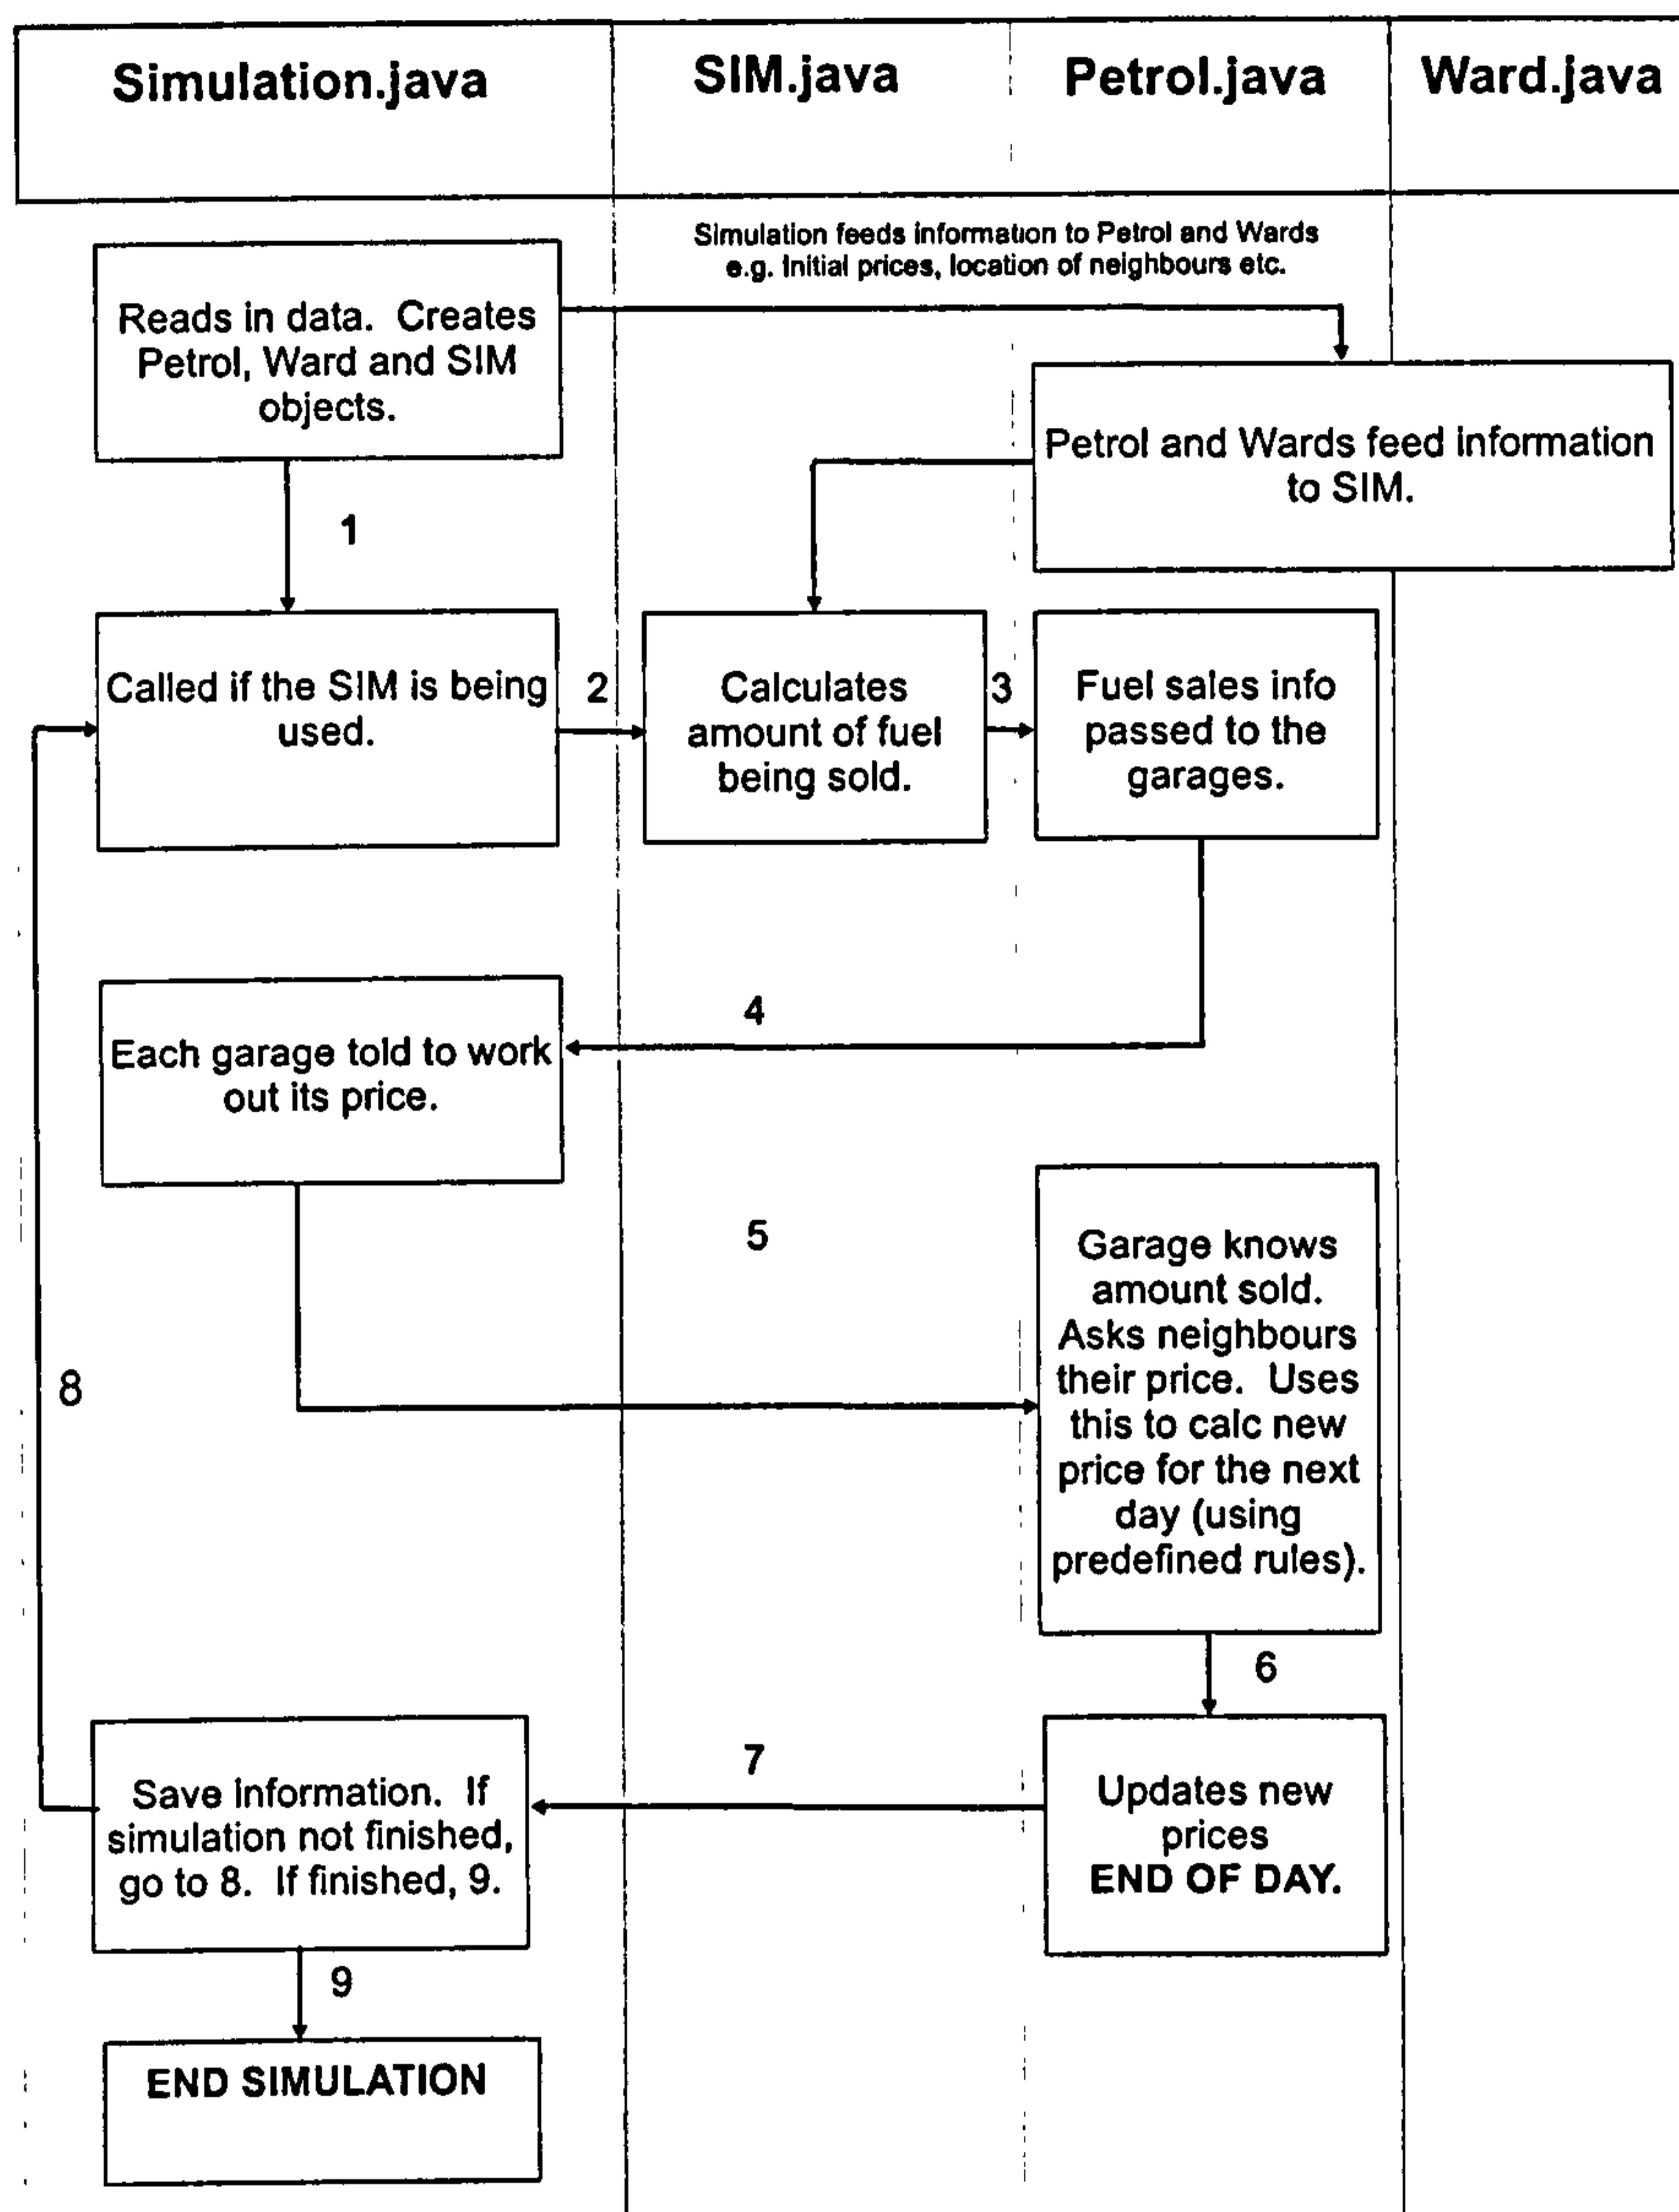 Simulation.java
SIM.java
Petrol.java
Ward.java
Simulation feeds information to Petrol and Wards
e.g. Initial prices, location of neighbours etc.
Reads in data. Creates
Petrol, Ward and SIM
objects.
Petrol and Wards feed information
to SIM.
1
Called if the SIM is being
used.
2
Calculates
amount of fuel
being sold.
3
Fuel sales info
passed to the
garages.
4
Each garage told to work
out its price.
5
Garage knows
amount sold.
Asks neighbours
their price. Uses
this to calc new
price for the next
day (using
predefined rules).
8
6
7
Updates new
prices
END OF DAY.
Save Information. If
simulation not finished,
go to 8. If finished, 9.
9
END SIMULATION